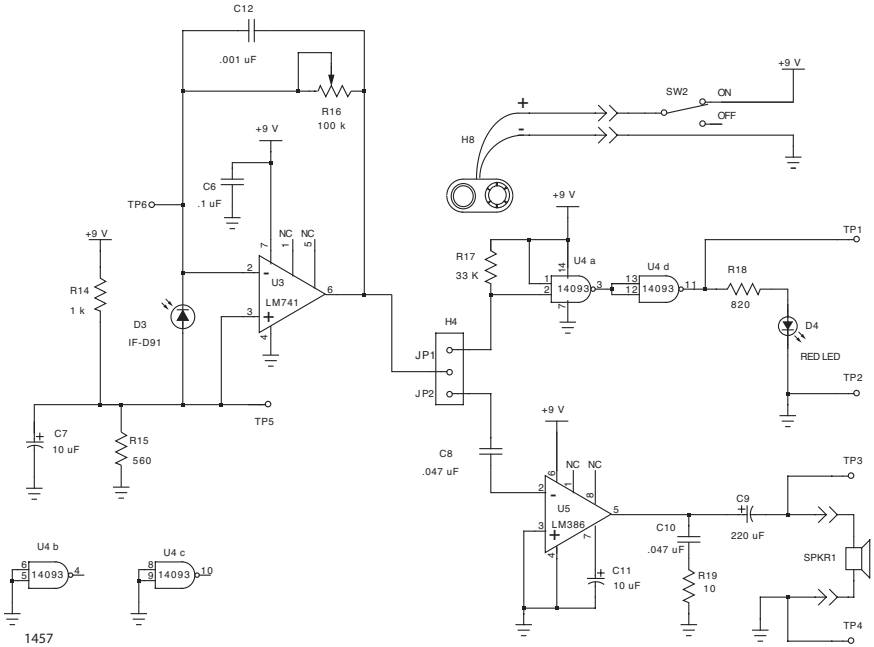 C12
.001 uF
R16
100 k
+9 V
C6
.1 uF
TP6
+9 V
R14
1 k
NC
NC
7
1
5
2
-
U3
LM741
6
3
+
4
D3
IF-D91
TP5
C7
+
10 uF
R15
560
+9 V
SW2
ON
OFF
+
-
H8
+9 V
R17
33 K
U4 a
14
1
2
14093
3
7
U4 d
13
12
14093
11
R18
820
TP1
D4
RED LED
TP2
H4
JP1
JP2
C8
.047 uF
+9 V
NC
NC
6
1
8
2
-
U5
LM386
5
3
+
4
7
C11
+
10 uF
C10
.047 uF
R19
10
C9
+
220 uF
TP3
SPKR1
TP4
U4 b
6
5
14093
4
U4 c
8
9
14093
10
1457